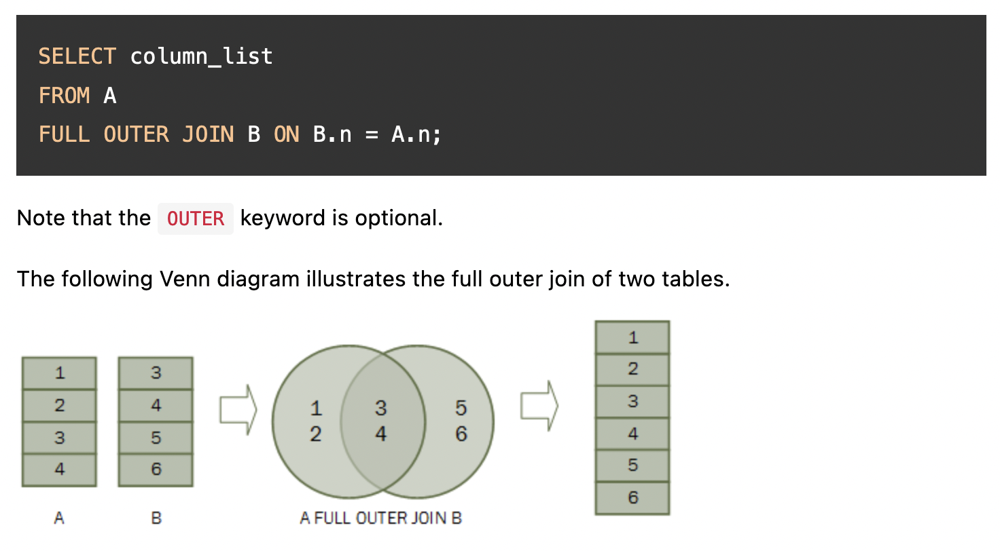 SELECT column_list
FROM A
FULL OUTER JOIN B ON B.n = A.n;
Note that the OUTER keyword is optional.
The following Venn diagram illustrates the full outer join of two tables.
1
2
3
4
A
3
4
5
6
B
1 3 5
2 4 6
A FULL OUTER JOIN B
1
2
3
4
5
6